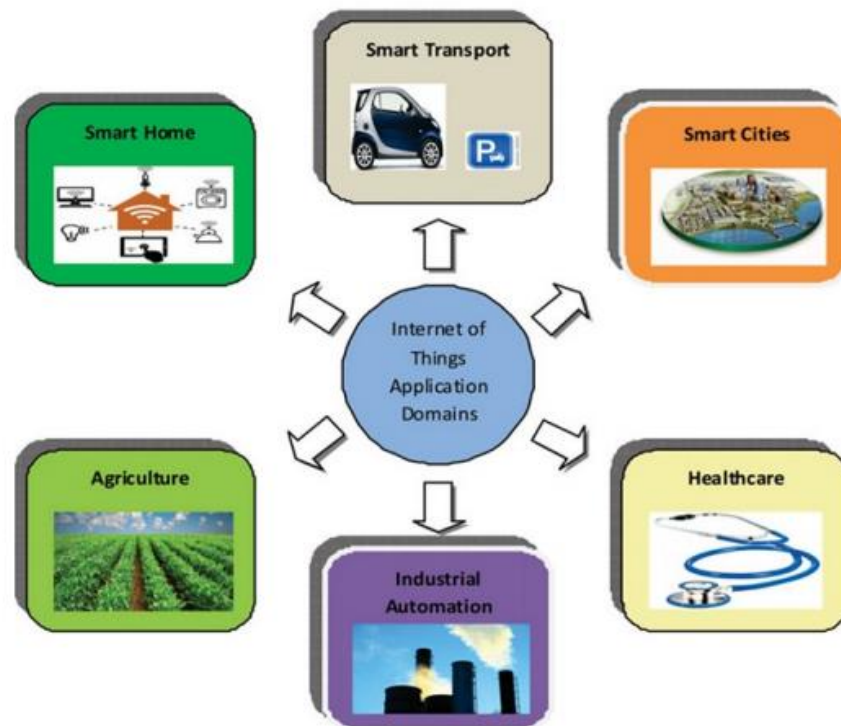 Smart Transport
P
Smart Home
Smart Cities
Internet of
Things
Application
Domains
Agriculture
Healthcare
Industrial
Automation